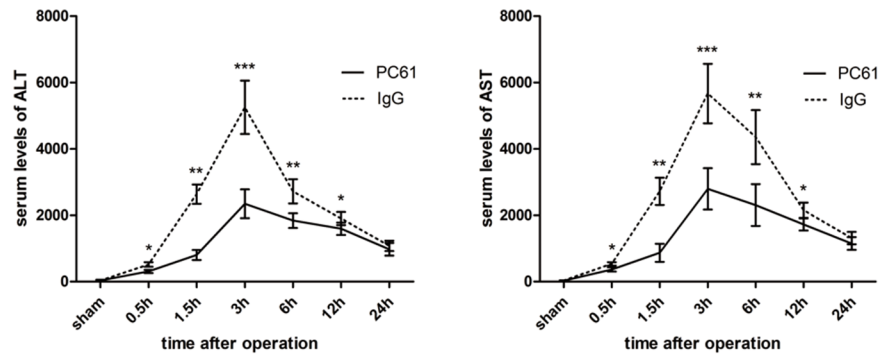 8000
6000
4000
2000
0
serum levels of ALT
*
**
***
**
*
PC61
IgG
sham
0.5h
1.5h
3h
6h
12h
24h
time after operation
8000
6000
4000
2000
0
serum levels of AST
*
**
***
**
*
PC61
IgG
sham
0.5h
1.5h
3h
6h
12h
24h
time after operation